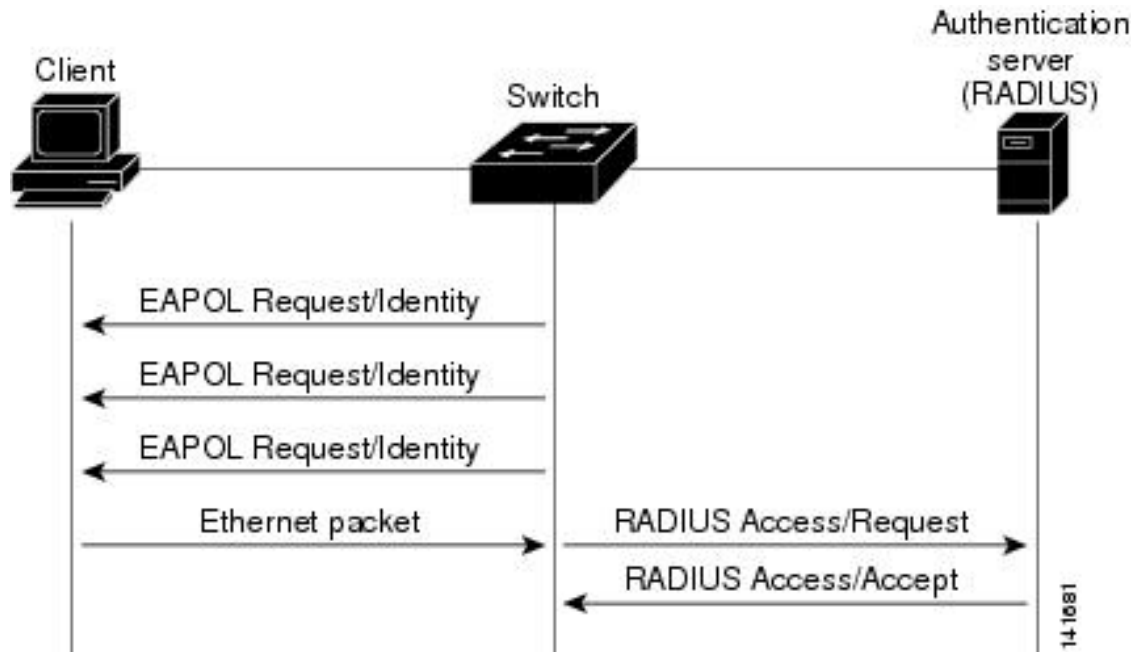 Client
Switch
Authentication
server
(RADIUS)
EAPOL Request/Identity
EAPOL Request/Identity
EAPOL Request/Identity
Ethernet packet
RADIUS Access/Request
RADIUS Access/Accept
141681